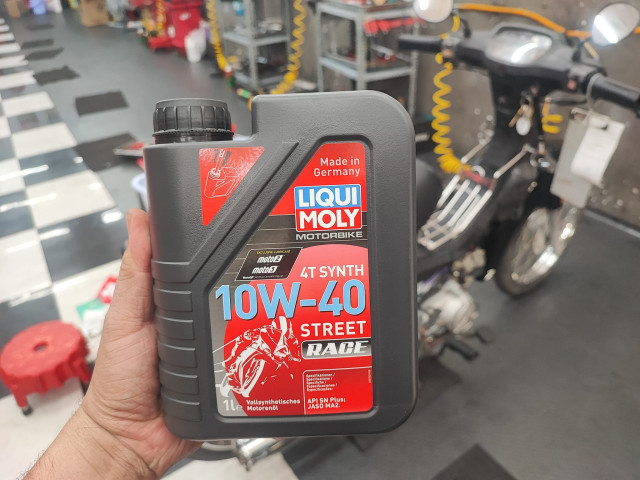 Made in
Germany
LIQUI
MOLY
MOTORBIKE
moto2
moto3
4T SYNTH
10W-40
STREET
RACE
Vollsynthetisches
Motorenöl
1L
API SN Plus;
JASO MA2.